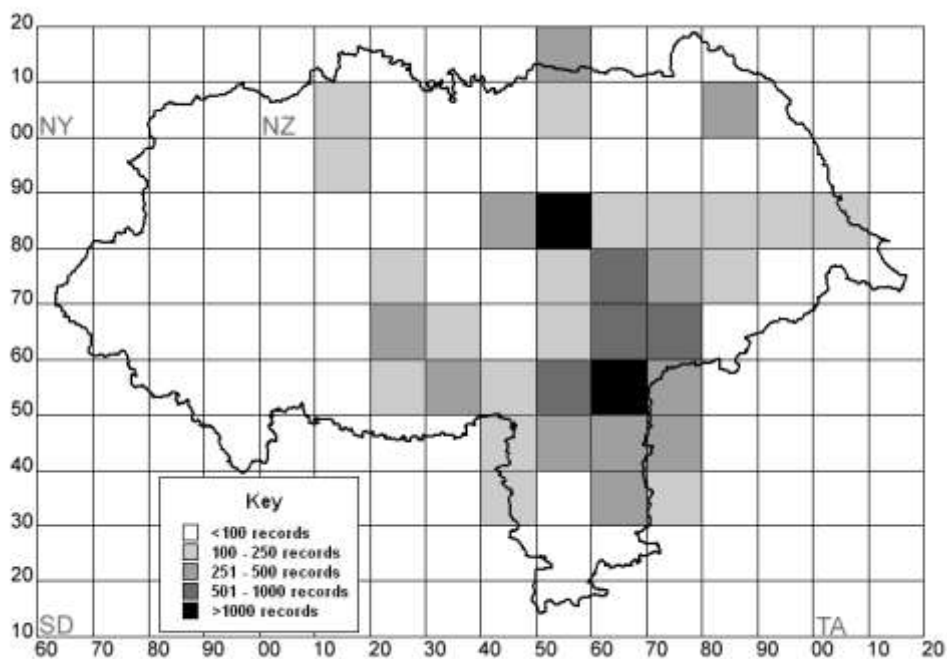 20
10
00
90
80
70
60
50
40
30
20
10
NY
NZ
SD
TA
Key
<100 records
100 - 250 records
251 - 500 records
501 - 1000 records
>1000 records
60 70 80 90 00 10 20 30 40 50 60 70 80 90 00 10 20